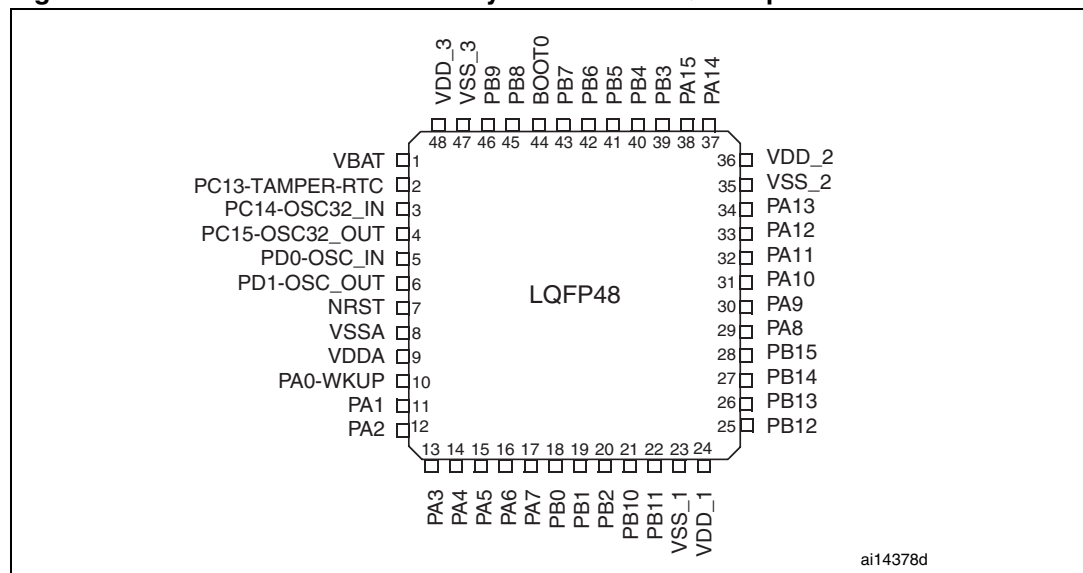 VDD_3
VSS_3
PB9
PB8
BOOT0
PB7
PB6
PB5
PB4
PB3
PA15
PA14
48 47 46 45 44 43 42 41 40 39 38 37
VBAT 1
PC13-TAMPER-RTC 2
PC14-OSC32_IN 3
PC15-OSC32_OUT 4
PD0-OSC_IN 5
PD1-OSC_OUT 6
NRST 7
VSSA 8
VDDA 9
PA0-WKUP 10
PA1 11
PA2 12
LQFP48
36 VDD_2
35 VSS_2
34 PA13
33 PA12
32 PA11
31 PA10
30 PA9
29 PA8
28 PB15
27 PB14
26 PB13
25 PB12
13 14 15 16 17 18 19 20 21 22 23 24
PA3
PA4
PA5
PA6
PA7
PB0
PB1
PB2
PB10
PB11
VSS_1
VDD_1
ai14378d